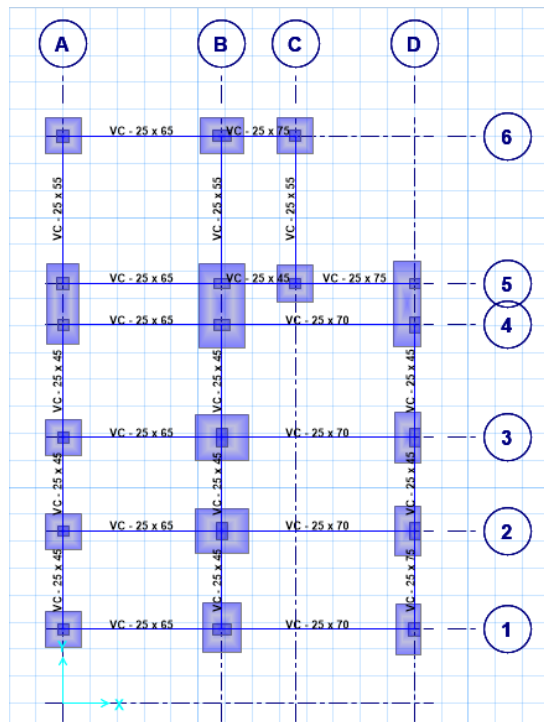 A B C D
VC - 25 x 65 VC - 25 x 75 6
VC - 25 x 55 VC - 25 x 55 VC - 25 x 55
VC - 25 x 65 VC - 25 x 45 VC - 25 x 75 5
VC - 25 x 65 VC - 25 x 70 4
VC - 25 x 45 VC - 25 x 45 VC - 25 x 45
VC - 25 x 65 VC - 25 x 70 3
VC - 25 x 45 VC - 25 x 45 VC - 25 x 45
VC - 25 x 65 VC - 25 x 70 2
VC - 25 x 45 VC - 25 x 45 VC - 25 x 75
VC - 25 x 65 VC - 25 x 70 1
X